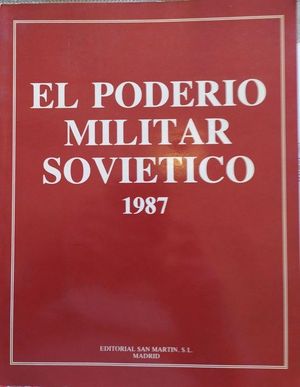 EL PODERIO
MILITAR
SOVIETICO
1987
EDITORIAL SAN MARTIN, S.L.
MADRID